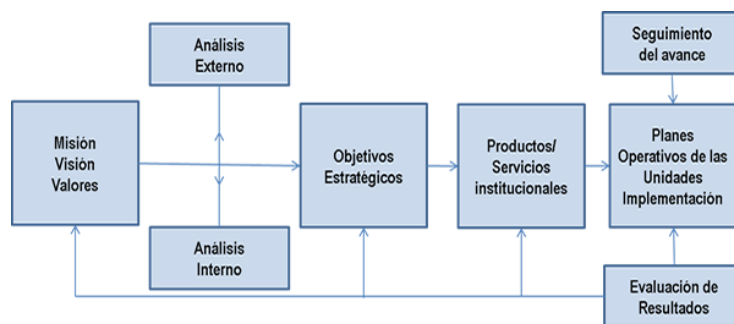 Análisis
Externo
Seguimiento
del avance
Misión
Visión
Valores
Objetivos
Estratégicos
Productos/
Servicios
institucionales
Planes
Operativos de las
Unidades
Implementación
Análisis
Interno
Evaluación de
Resultados